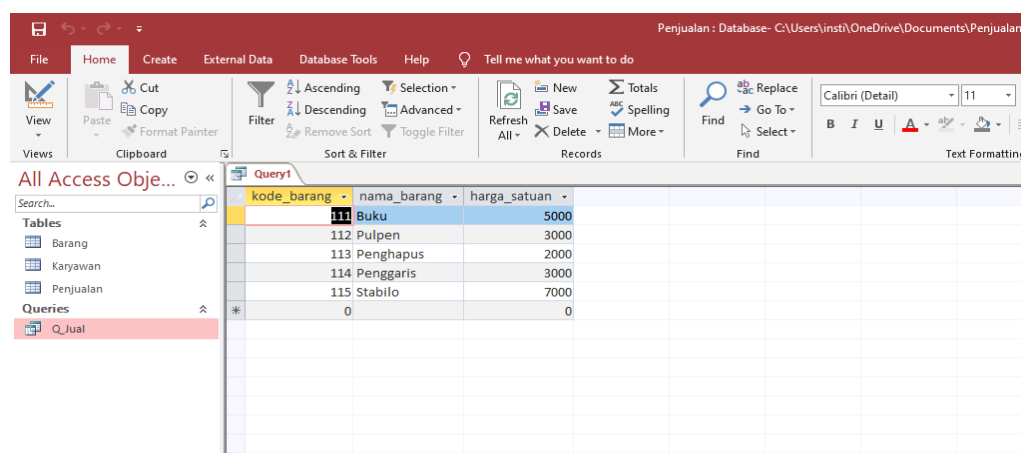 Penjualan : Database- C:\Users\insti\OneDrive\Documents\Penjualan
File Home Create External Data Database Tools Help Tell me what you want to do
View
Paste
Cut
Copy
Format Painter
Filter
Ascending
Descending
Remove Sort
Selection
Advanced
Toggle Filter
Refresh All
New
Save
Delete
Totals
Spelling
More
Find
Replace
Go To
Select
Calibri (Detail) 11
B I U A
Views Clipboard Sort & Filter Records Find Text Formatting
All Access Obje...
Search...
Tables
Barang
Karyawan
Penjualan
Queries
Q_Jual
Query1
kode_barang nama_barang harga_satuan
111 Buku 5000
112 Pulpen 3000
113 Penghapus 2000
114 Penggaris 3000
115 Stabilo 7000
0 0